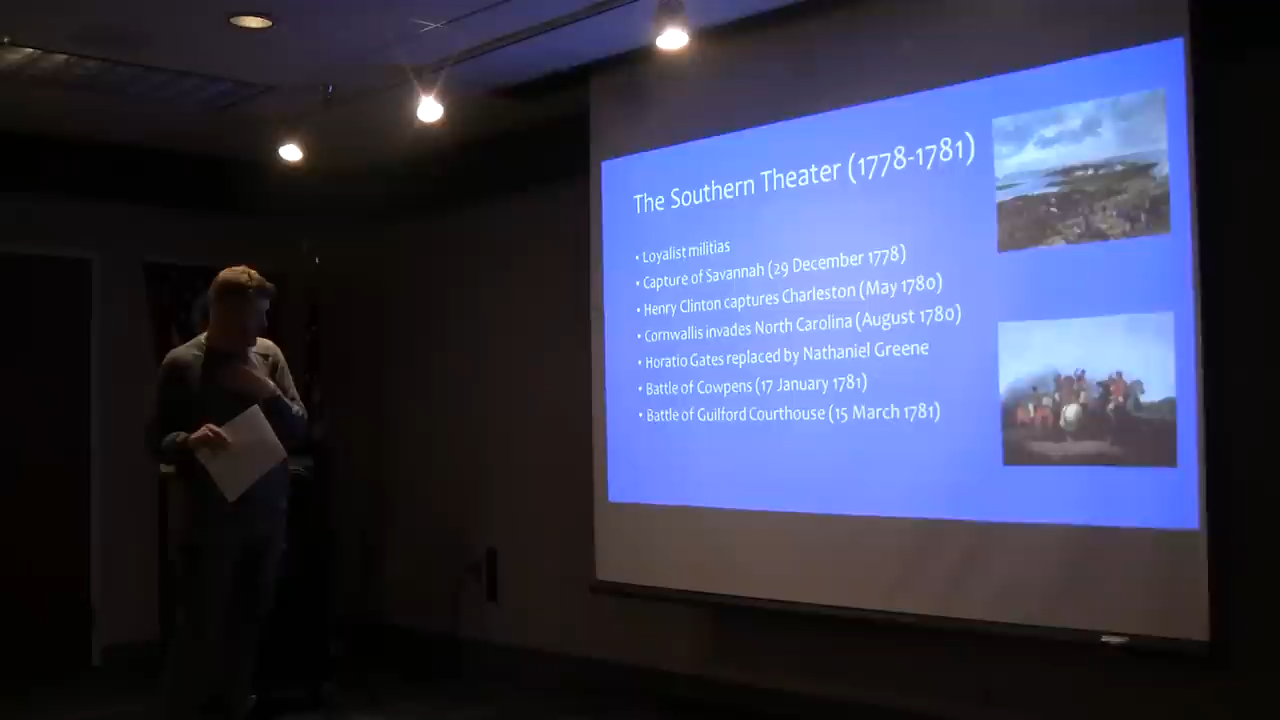 The Southern Theater (1778-1781)
• Loyalist militias
• Capture of Savannah (29 December 1778)
• Henry Clinton captures Charleston (May 1780)
• Cornwallis invades North Carolina (August 1780)
• Horatio Gates replaced by Nathaniel Greene
• Battle of Cowpens (17 January 1781)
• Battle of Guilford Courthouse (15 March 1781)